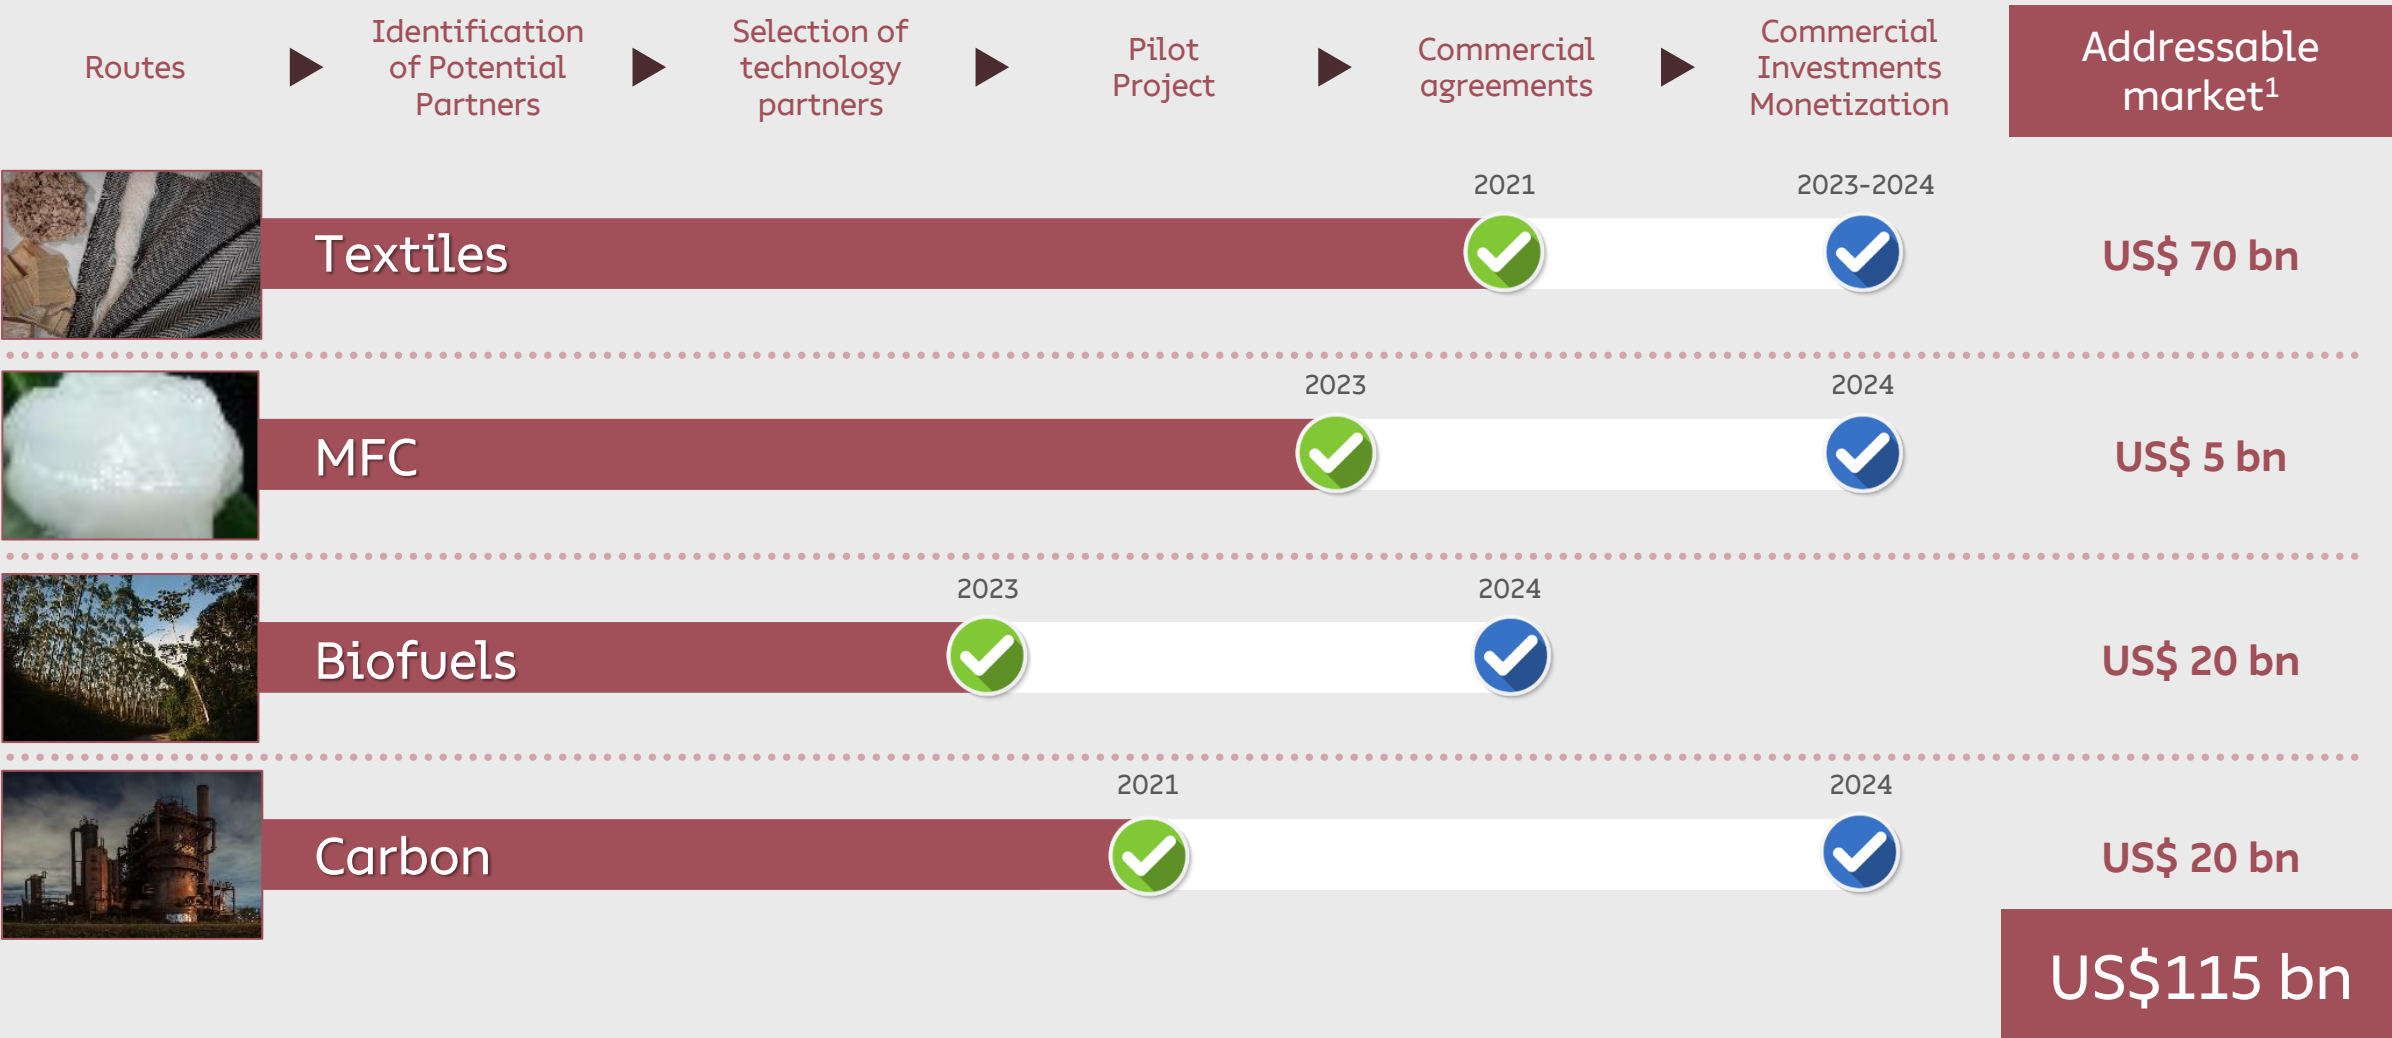 Routes
Identification
of Potential
Partners
Selection of
technology
partners
Pilot
Project
Commercial
agreements
Commercial
Investments
Monetization
Addressable
market¹
2021
2023-2024
Textiles
US$ 70 bn
2023
2024
MFC
US$ 5 bn
2023
2024
Biofuels
US$ 20 bn
2021
2024
Carbon
US$ 20 bn
US$115 bn